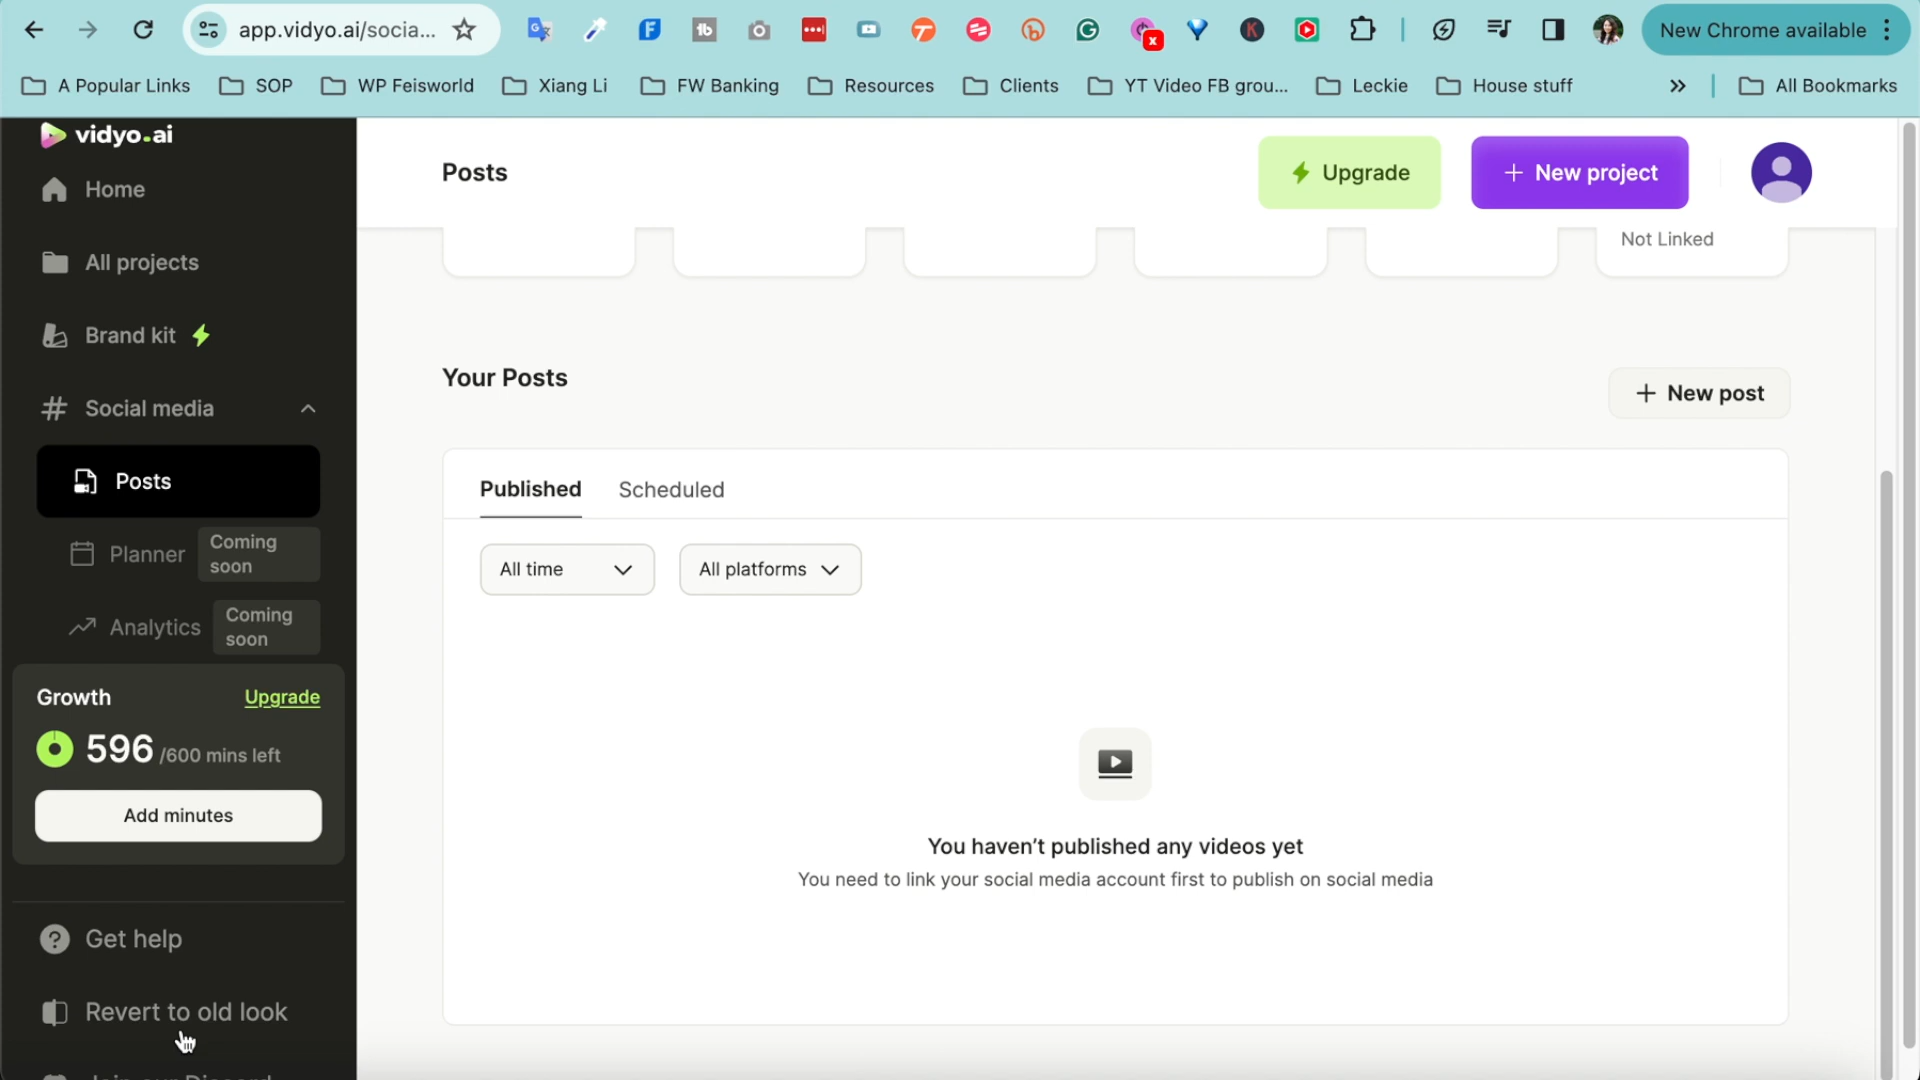 app.vidyo.ai/socia...
New Chrome available
A Popular Links
SOP
WP Feisworld
Xiang Li
FW Banking
Resources
Clients
YT Video FB grou...
Leckie
House stuff
All Bookmarks
vidyo.ai
Home
All projects
Brand kit
Social media
Posts
Planner
Coming soon
Analytics
Coming soon
Growth
Upgrade
596 /600 mins left
Add minutes
Get help
Revert to old look
Join our Discord
Posts
Upgrade
+ New project
Not Linked
Your Posts
+ New post
Published
Scheduled
All time
All platforms
You haven't published any videos yet
You need to link your social media account first to publish on social media